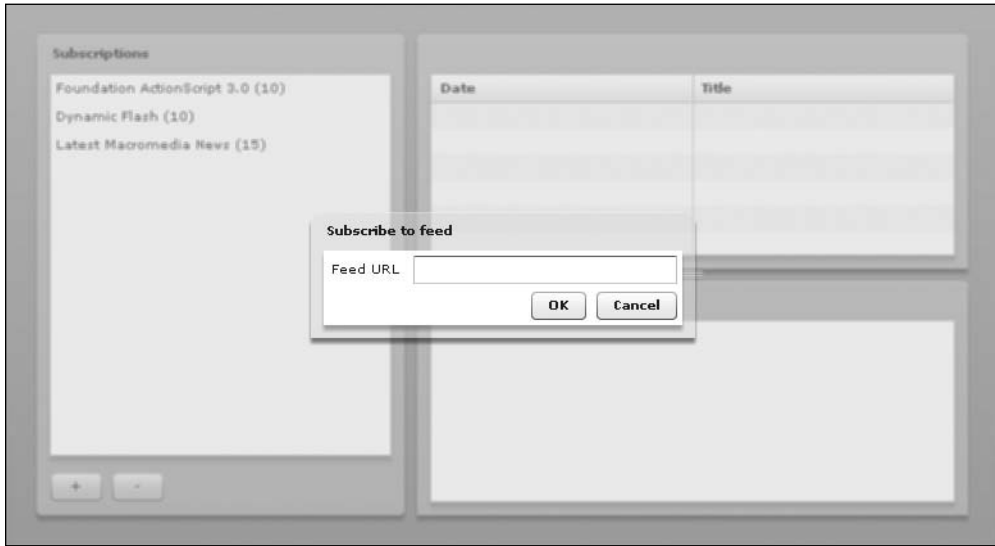 Subscriptions
Foundation ActionScript 3.0 (10)
Dynamic Flash (10)
Latest Macromedia News (15)
+ -
Date Title
Subscribe to feed
Feed URL
OK Cancel